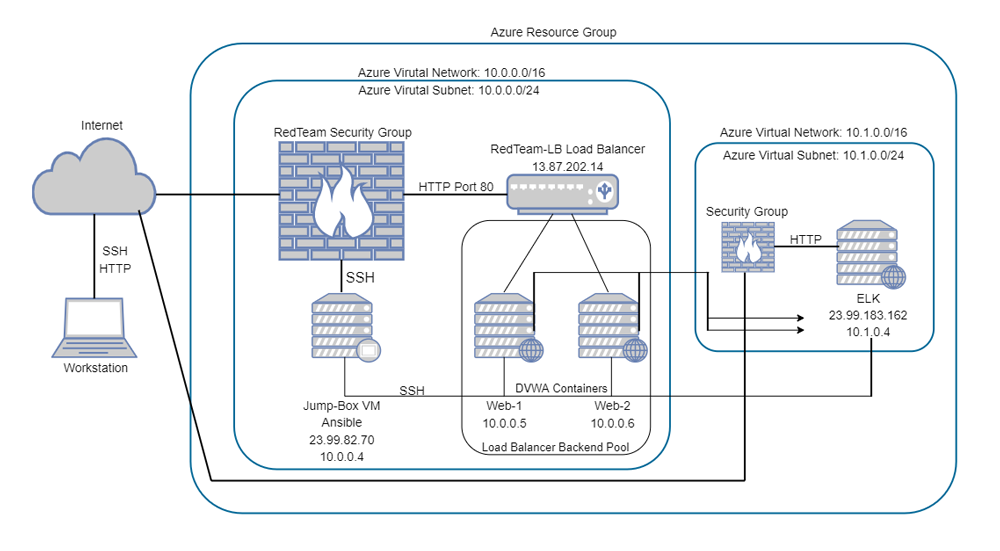 Azure Resource Group
Azure Virutal Network: 10.0.0.0/16
Azure Virutal Subnet: 10.0.0.0/24
Internet
RedTeam Security Group
Azure Virtual Network: 10.1.0.0/16
RedTeam-LB Load Balancer
13.87.202.14
Azure Virtual Subnet: 10.1.0.0/24
HTTP Port 80
Security Group
SSH
HTTP
HTTP
SSH
ELK
23.99.183.162
10.1.0.4
Workstation
SSH
DVWA Containers
Jump-Box VM
Ansible
23.99.82.70
10.0.0.4
Web-1
10.0.0.5
Web-2
10.0.0.6
Load Balancer Backend Pool